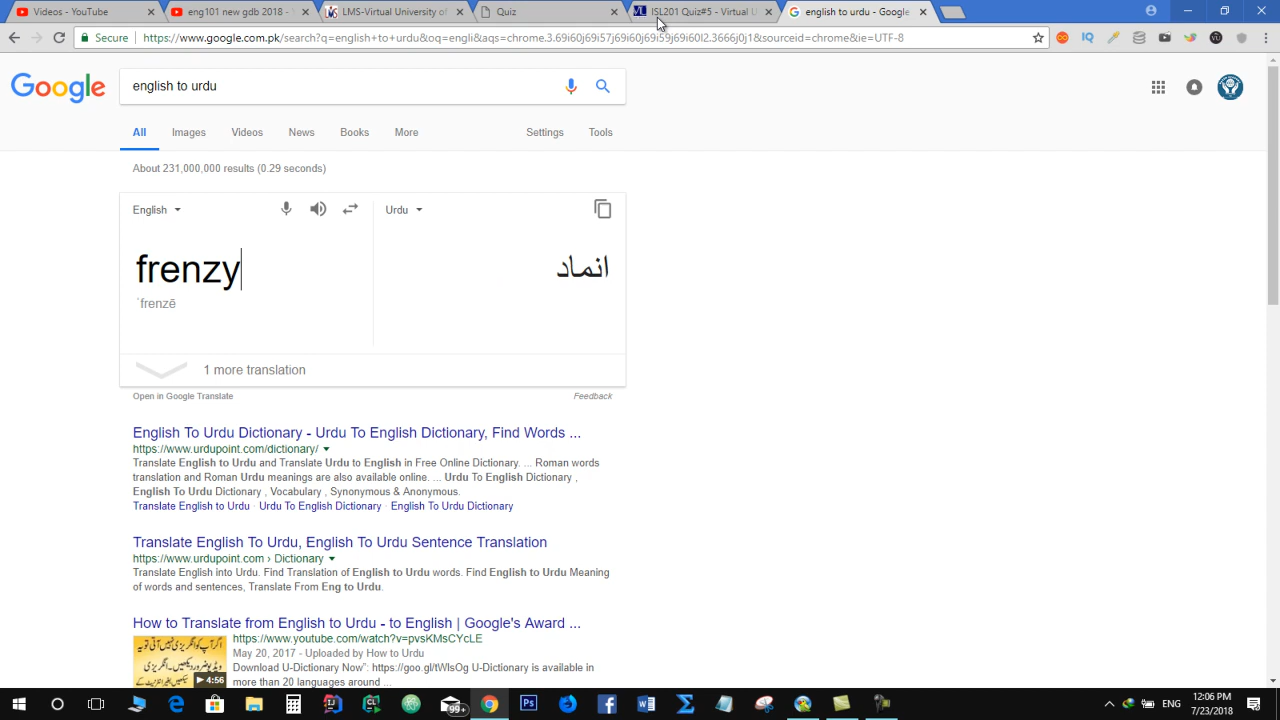 Videos - YouTube
eng101 new gdb 2018 -
LMS-Virtual University of
Quiz
ISL201 Quiz#5 - Virtual U
english to urdu - Google
Secure
https://www.google.com.pk/search?q=english+to+urdu&oq=engli&aqs=chrome.3.69i60j69i57j69i60j69i59j69i60l2.3666j0j1&sourceid=chrome&ie=UTF-8
Google
english to urdu
All
Images
Videos
News
Books
More
Settings
Tools
About 231,000,000 results (0.29 seconds)
English
Urdu
frenzy
انماد
ˈfrenzē
1 more translation
Open in Google Translate
Feedback
English To Urdu Dictionary - Urdu To English Dictionary, Find Words ...
https://www.urdupoint.com/dictionary/
Translate English to Urdu and Translate Urdu to English in Free Online Dictionary. ... Roman words
translation and Roman Urdu meanings are also available online. ... Urdu To English Dictionary ,
English To Urdu Dictionary , Vocabulary , Synonymous & Anonymous.
Translate English to Urdu · Urdu To English Dictionary · English To Urdu Dictionary
Translate English To Urdu, English To Urdu Sentence Translation
https://www.urdupoint.com › Dictionary
Translate English into Urdu. Find Translation of English to Urdu words. Find English to Urdu Meaning
of words and sentences, Translate From Eng to Urdu.
How to Translate from English to Urdu - to English | Google's Award ...
https://www.youtube.com/watch?v=pvsKMsCYcLE
May 20, 2017 - Uploaded by How to Urdu
Download U-Dictionary Now": https://goo.gl/tWlsOg U-Dictionary is available in
more than 20 languages around ...
4:56
99+
ENG
12:06 PM
7/23/2018